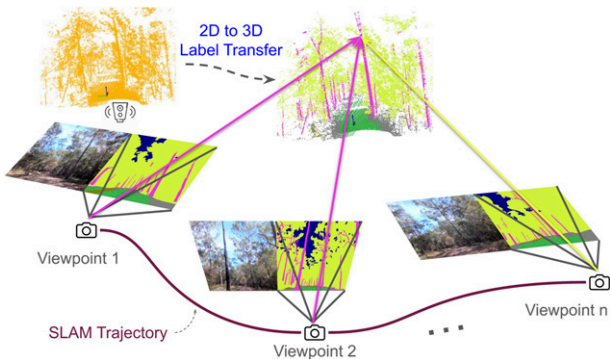 2D to 3D
Label Transfer
Viewpoint 1
Viewpoint n
SLAM Trajectory
...
Viewpoint 2